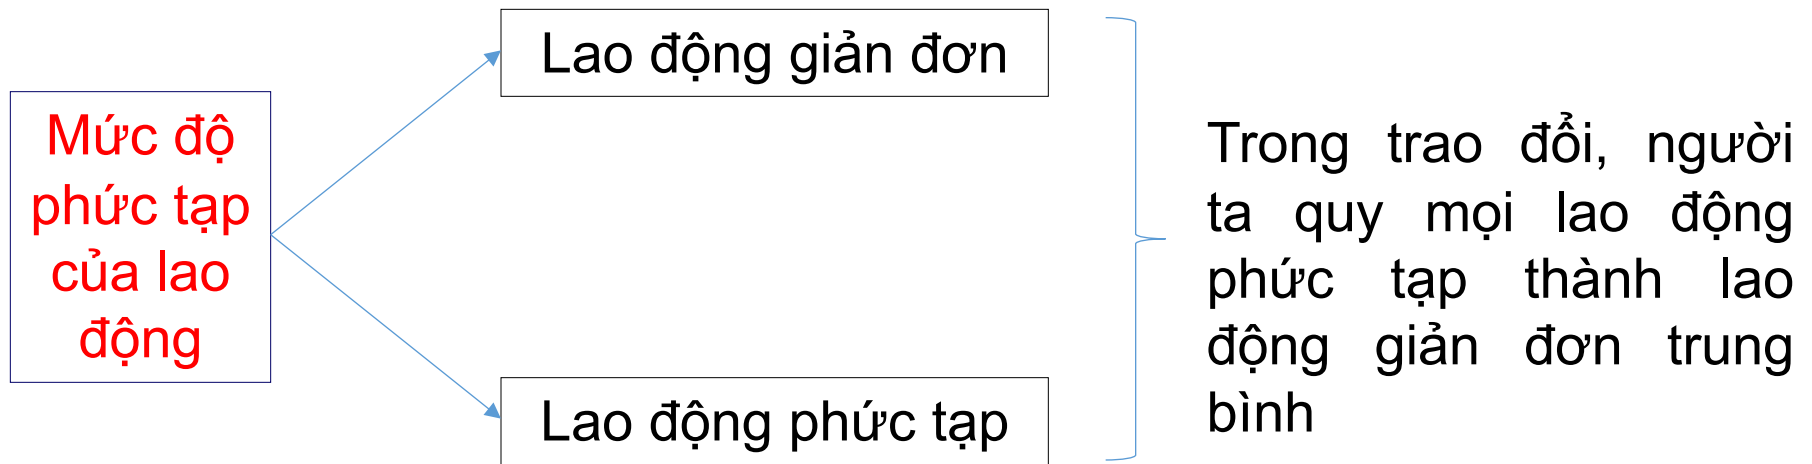 Mức độ
phức tạp
của lao
động
Lao động giản đơn
Lao động phức tạp
Trong trao đổi, người
ta quy mọi lao động
phức tạp thành lao
động giản đơn trung
bình